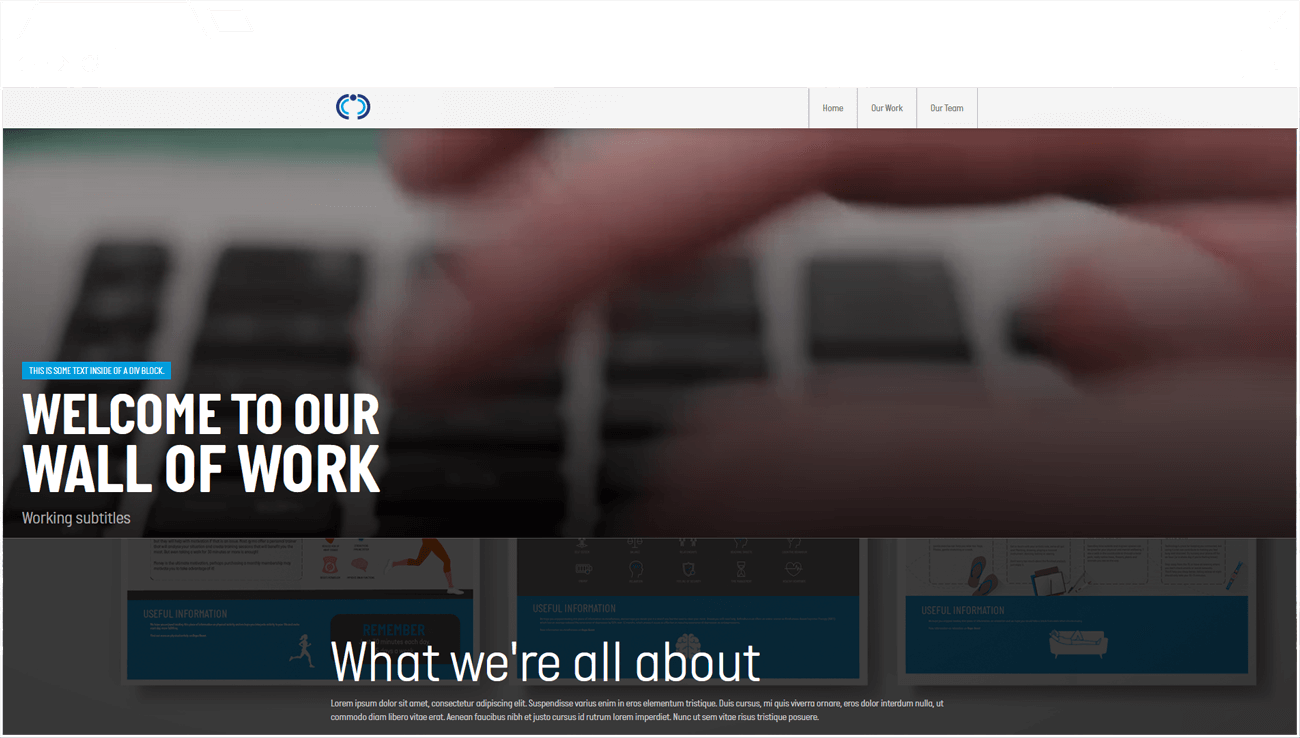 Home
Our Work
Our Team
THIS IS SOME TEXT INSIDE OF A DIV BLOCK.
WELCOME TO OUR
WALL OF WORK
Working subtitles
USEFUL INFORMATION
USEFUL INFORMATION
USEFUL INFORMATION
REMEMBER
minutes each day
What we're all about
Lorem ipsum dolor sit amet, consectetur adipiscing elit. Suspendisse varius enim in eros elementum tristique. Duis cursus, mi quis viverra ornare, eros dolor interdum nulla, ut
commodo diam libero vitae erat. Aenean faucibus nibh et justo cursus id rutrum lorem imperdiet. Nunc ut sem vitae risus tristique posuere.